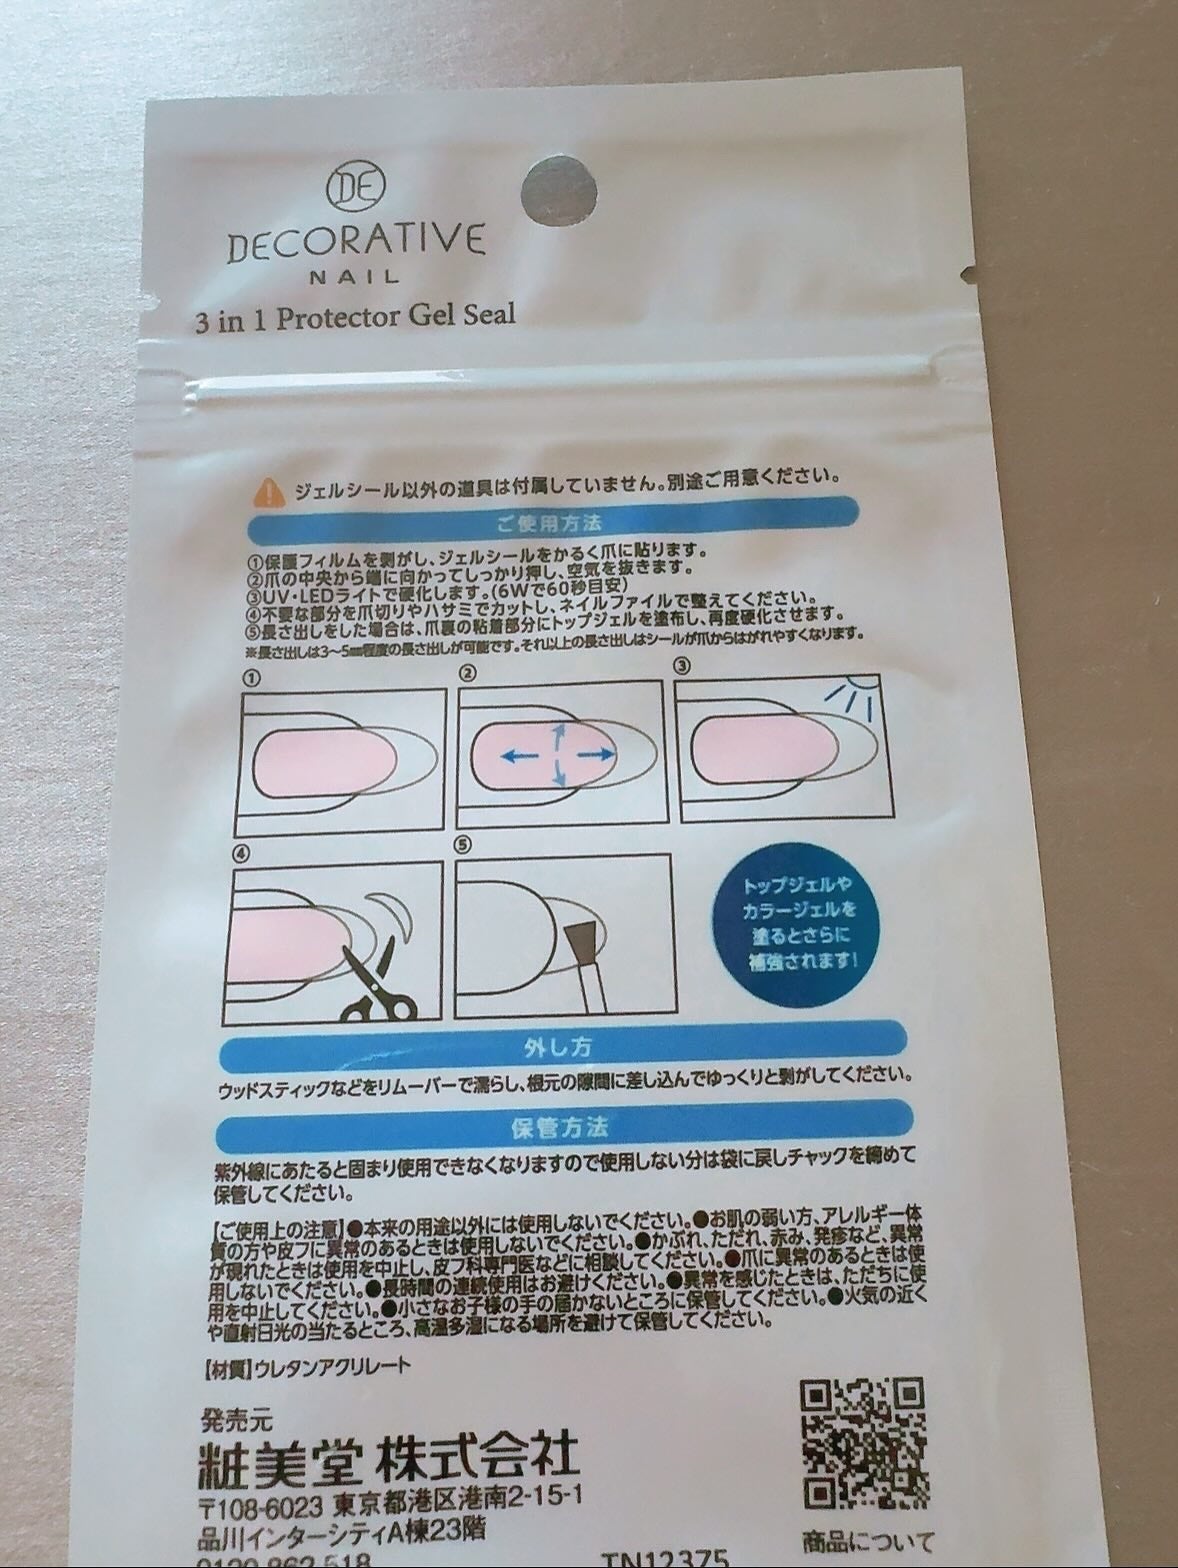 DE
DECORATIVE
NAIL
3 in 1 Protector Gel Seal
ジェルシール以外の道具は付属していません。別途ご用意ください。
ご使用方法
①保護フィルムを剥がし、ジェルシールをかるく爪に貼ります。
②爪の中央から端に向かってしっかり押し、空気を抜きます。
③UV・LEDライトで硬化します。(6Wで60秒目安)
④不要な部分を爪切りやハサミでカットし、ネイルファイルで整えてください。
⑤長さ出しをした場合は、爪裏の粘着部分にトップジェルを塗布し、再度硬化させます。
※長さ出しは3〜5㎜程度の長さ出しが可能です。それ以上の長さ出しはシールが爪からはがれやすくなります。
① ② ③
④ ⑤
トップジェルや
カラージェルを
塗るとさらに
補強されます!
外し方
ウッドスティックなどをリムーバーで濡らし、根元の隙間に差し込んでゆっくりと剥がしてください。
保管方法
紫外線にあたると固まり使用できなくなりますので使用しない分は袋に戻しチャックを締めて
保管してください。
【ご使用上の注意】●本来の用途以外には使用しないでください。●お肌の弱い方、アレルギー体
質の方や皮フに異常のあるときは使用しないでください。●かぶれ、ただれ、赤み、発疹など、異常
が現れたときは使用を中止し、皮フ科専門医などに相談してください。●爪に異常のあるときは使
用しないでください。●長時間の連続使用はお避けください。●異常を感じたときは、ただちに使
用を中止してください。●小さなお子様の手の届かないところに保管してください。●火気の近く
や直射日光の当たるところ、高温多湿になる場所を避けて保管してください。
【材質】ウレタンアクリレート
発売元
粧美堂 株式会社
〒108-6023 東京都港区港南2-15-1
品川インターシティA棟23階
0120-862-518
商品について
TN12375